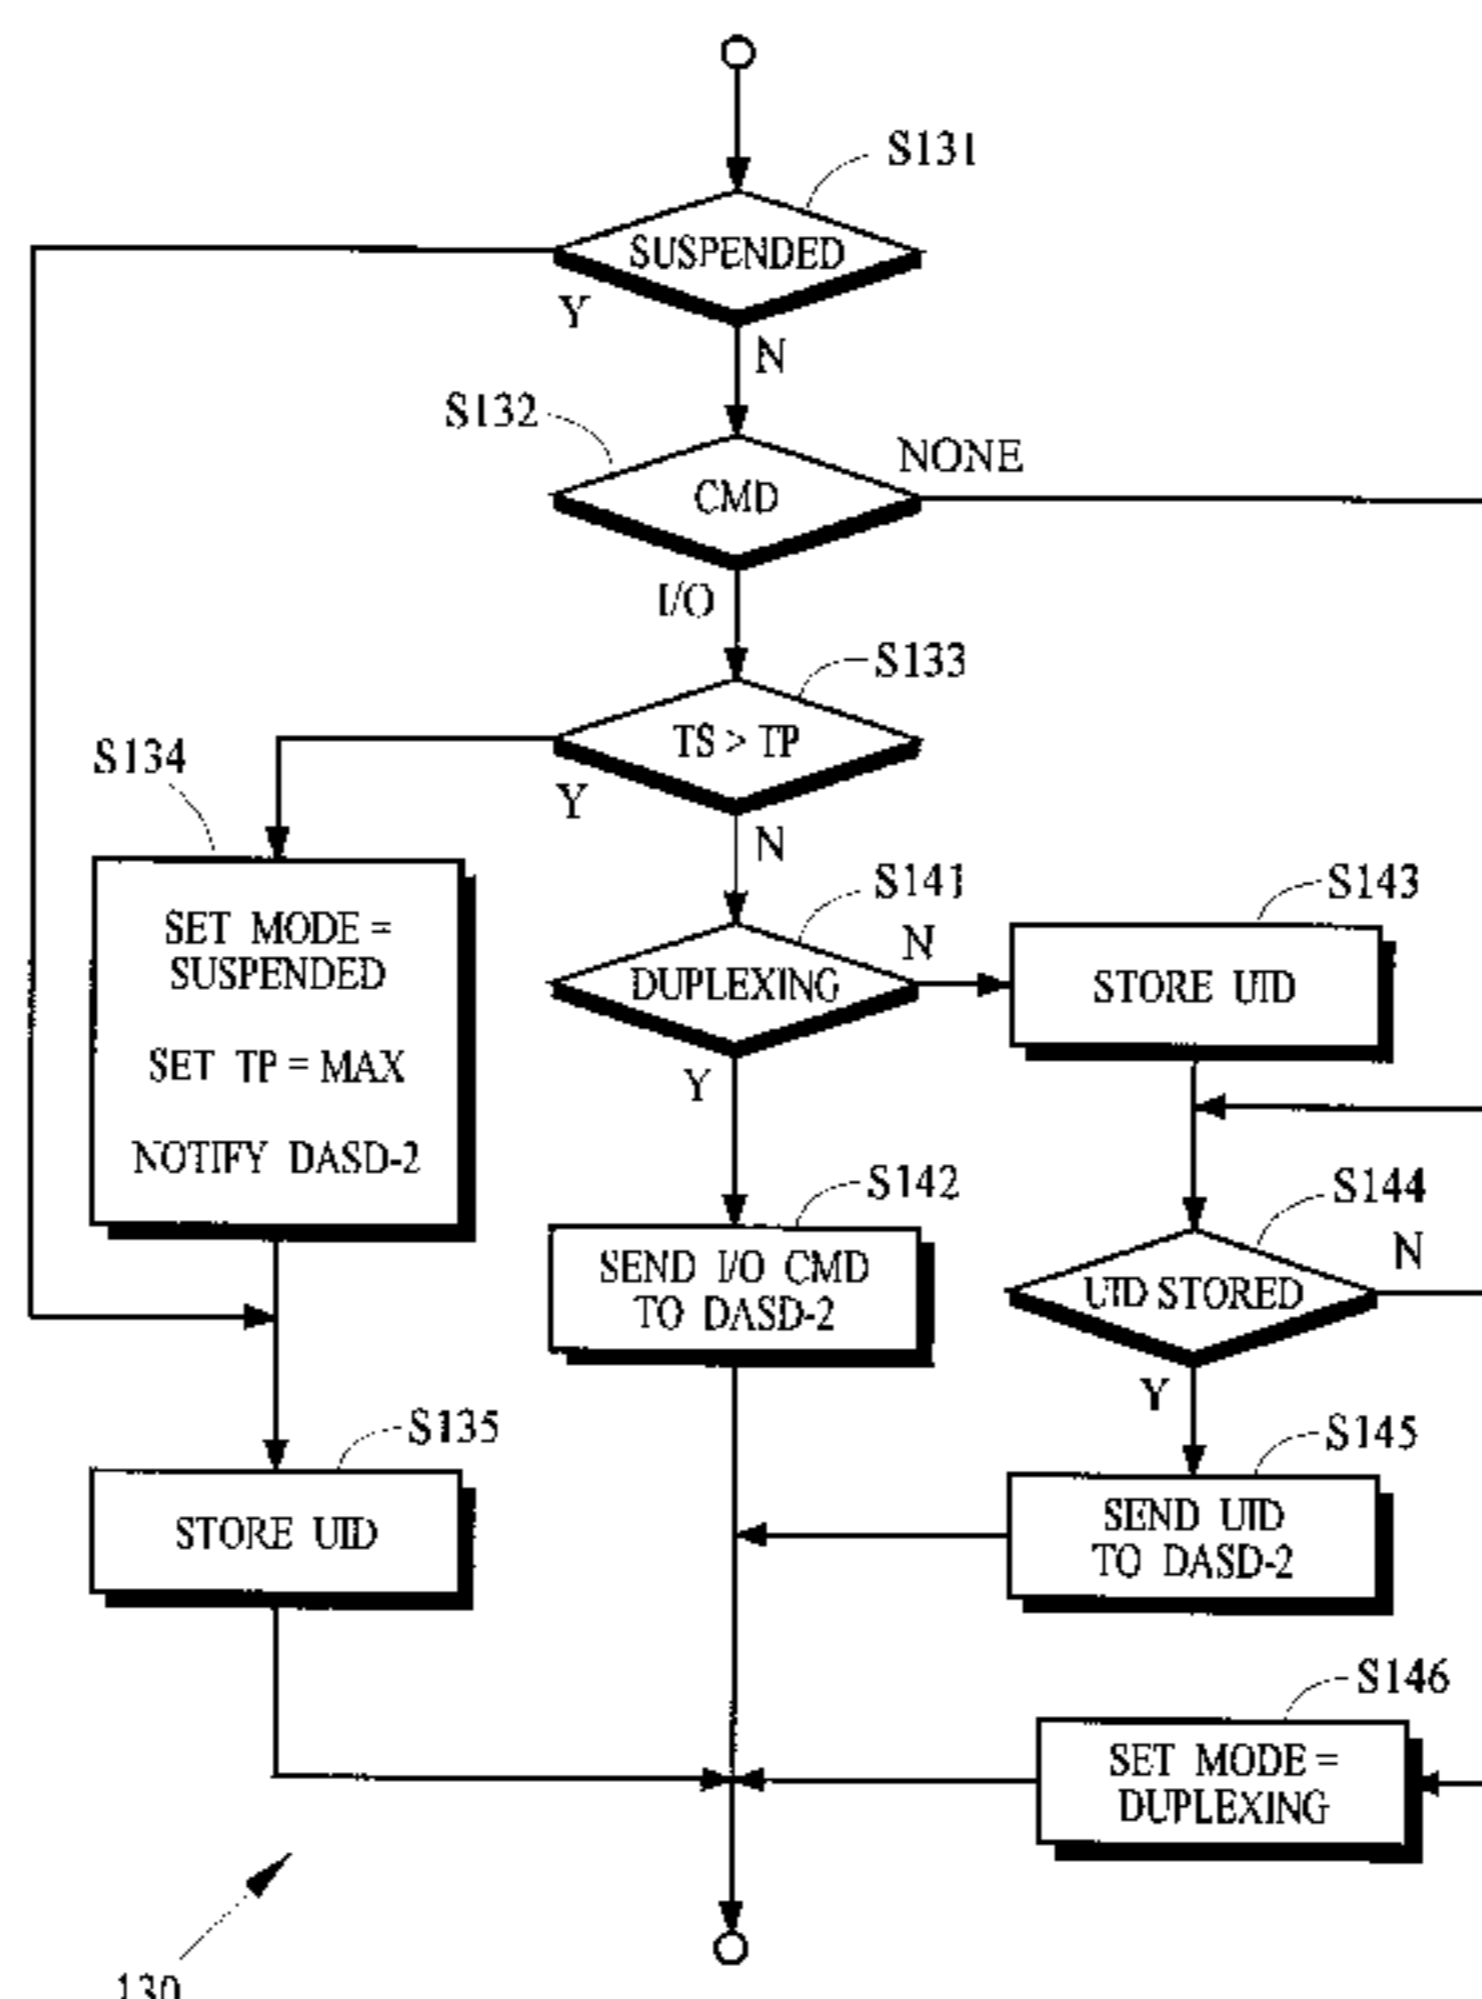 S131
SUSPENDED
Y
N
S132
NONE
CMD
I/O
S133
TS > TP
Y
N
S134
SET MODE =
SUSPENDED
SET TP = MAX
NOTIFY DASD-2
S141
DUPLEXING
N
Y
S143
STORE UID
S142
SEND I/O CMD
TO DASD-2
S144
UID STORED
N
Y
S135
STORE UID
S145
SEND UID
TO DASD-2
S146
SET MODE =
DUPLEXING
130